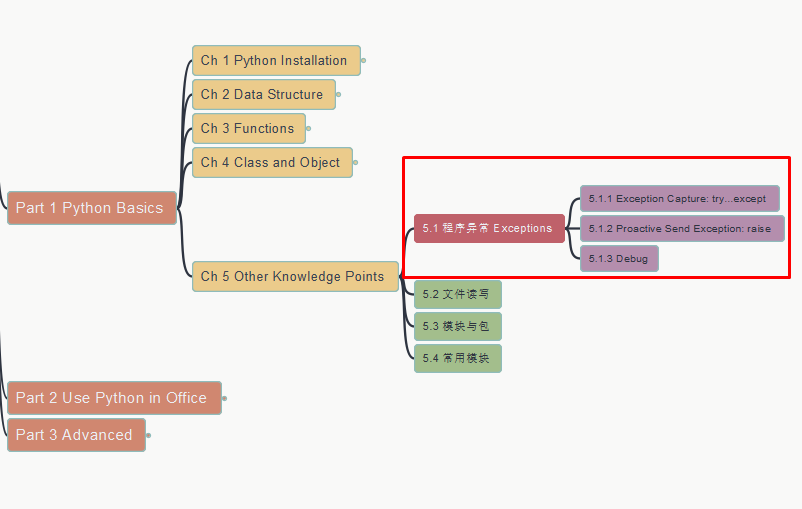 Ch 1 Python Installation
Ch 2 Data Structure
Ch 3 Functions
Ch 4 Class and Object
Part 1 Python Basics
Ch 5 Other Knowledge Points
5.1 程序异常 Exceptions
5.1.1 Exception Capture: try...except
5.1.2 Proactive Send Exception: raise
5.1.3 Debug
5.2 文件读写
5.3 模块与包
5.4 常用模块
Part 2 Use Python in Office
Part 3 Advanced